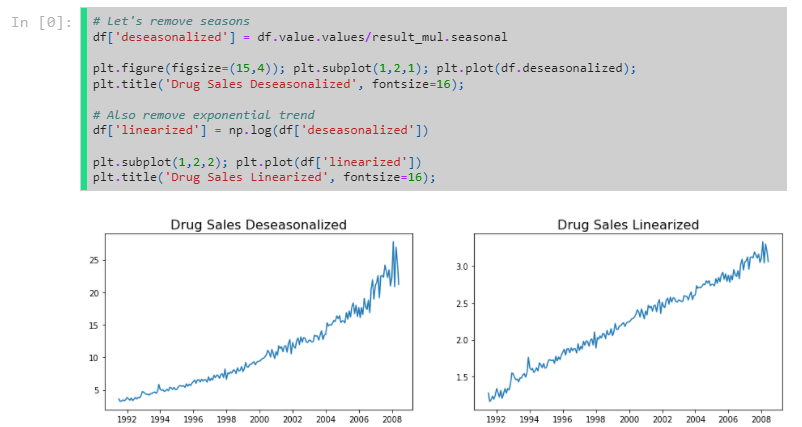 In [0]:
# Let's remove seasons
df['deseasonalized'] = df.value.values/result_mul.seasonal
plt.figure(figsize=(15,4)); plt.subplot(1,2,1); plt.plot(df.deseasonalized);
plt.title('Drug Sales Deseasonalized', fontsize=16);
# Also remove exponential trend
df['linearized'] = np.log(df['deseasonalized'])
plt.subplot(1,2,2); plt.plot(df['linearized'])
plt.title('Drug Sales Linearized', fontsize=16);
Drug Sales Deseasonalized
25
20
15
10
5
1992 1994 1996 1998 2000 2002 2004 2006 2008
Drug Sales Linearized
3.0
2.5
2.0
1.5
1992 1994 1996 1998 2000 2002 2004 2006 2008